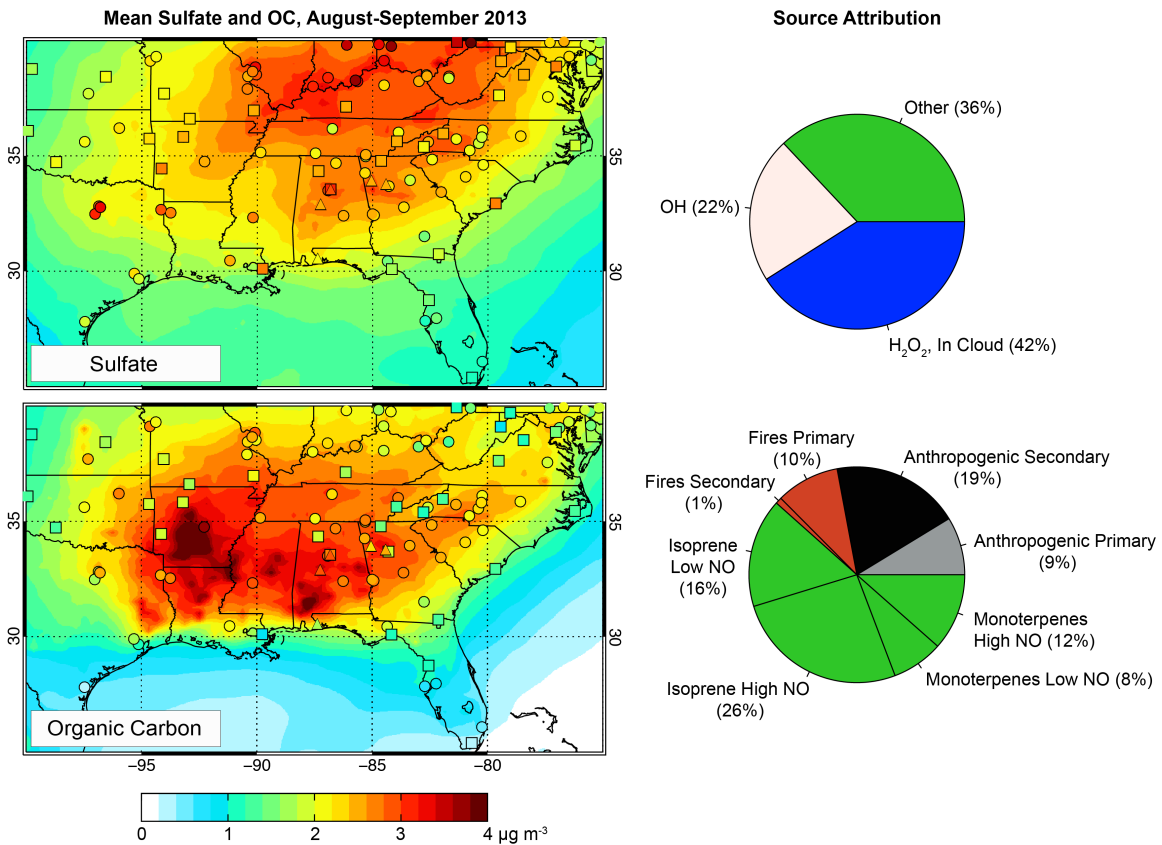 Mean Sulfate and OC, August-September 2013
Source Attribution
35
30
Sulfate
35
30
Other (36%)
OH (22%)
H₂O₂, In Cloud (42%)
35
30
Organic Carbon
35
30
−95
−90
−85
−80
0
1
2
3
4 µg m⁻³
Fires Primary
(10%)
Anthropogenic Secondary
(19%)
Fires Secondary
(1%)
Anthropogenic Primary
(9%)
Isoprene
Low NO
(16%)
Monoterpenes
High NO (12%)
Monoterpenes Low NO (8%)
Isoprene High NO
(26%)